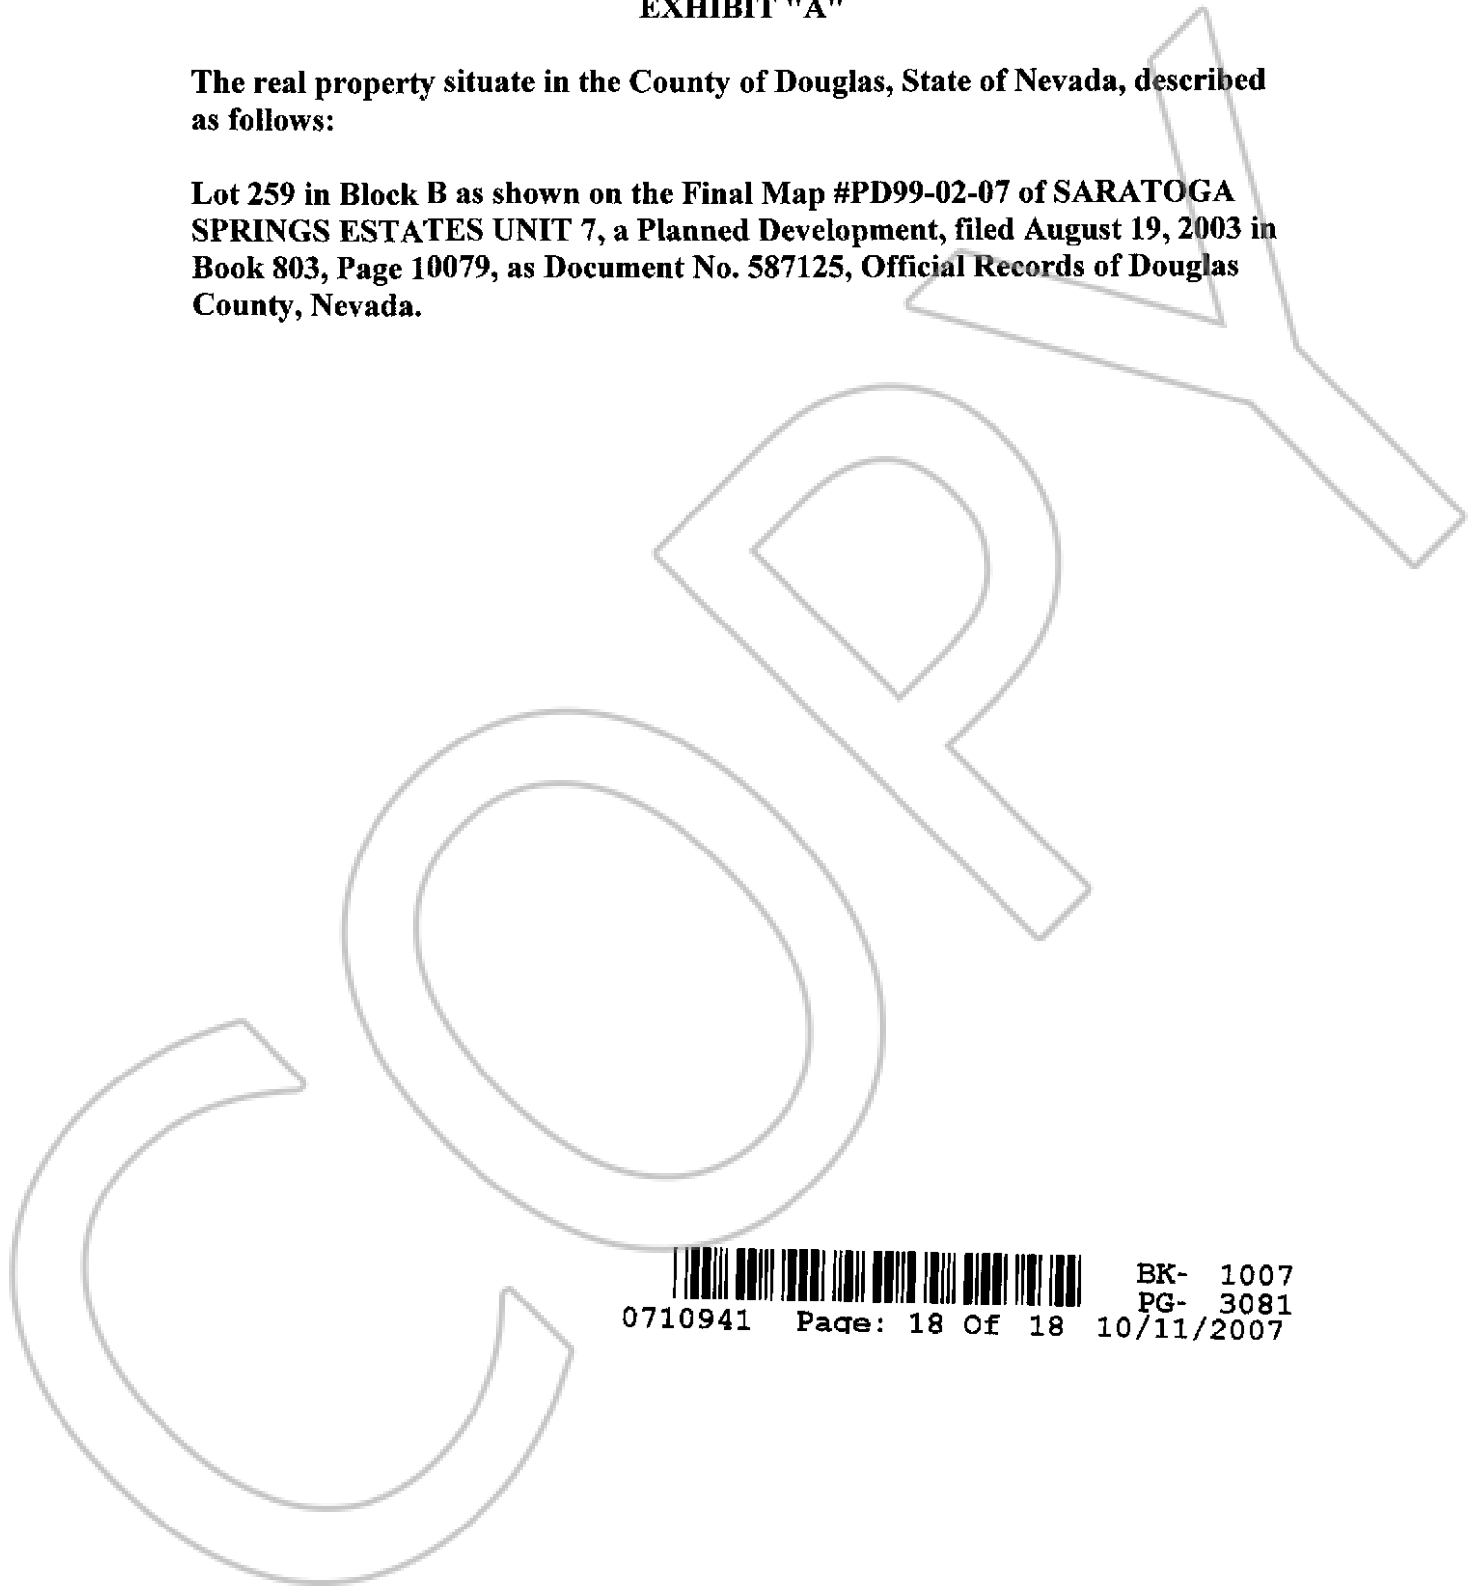 EXHIBIT "A"
The real property situate in the County of Douglas, State of Nevada, described
as follows:
Lot 259 in Block B as shown on the Final Map #PD99-02-07 of SARATOGA
SPRINGS ESTATES UNIT 7, a Planned Development, filed August 19, 2003 in
Book 803, Page 10079, as Document No. 587125, Official Records of Douglas
County, Nevada.
COPY
BK- 1007
PG- 3081
0710941 Page: 18 Of 18 10/11/2007